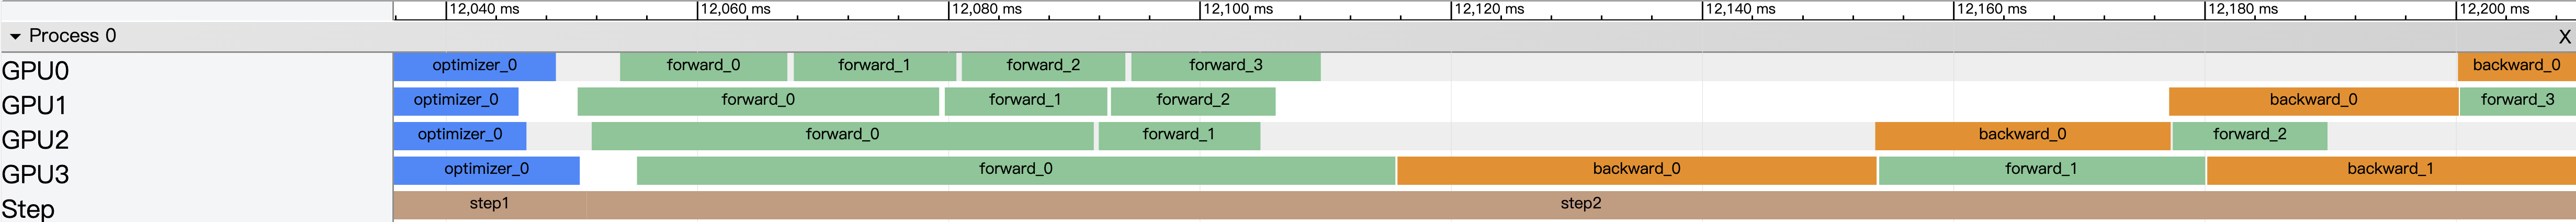 12,040 ms 12,060 ms 12,080 ms 12,100 ms 12,120 ms 12,140 ms 12,160 ms 12,180 ms 12,200 ms
Process 0 X
GPU0 optimizer_0 forward_0 forward_1 forward_2 forward_3 backward_0
GPU1 optimizer_0 forward_0 forward_1 forward_2 backward_0 forward_3
GPU2 optimizer_0 forward_0 forward_1 backward_0 forward_2
GPU3 optimizer_0 forward_0 backward_0 forward_1 backward_1
Step step1 step2